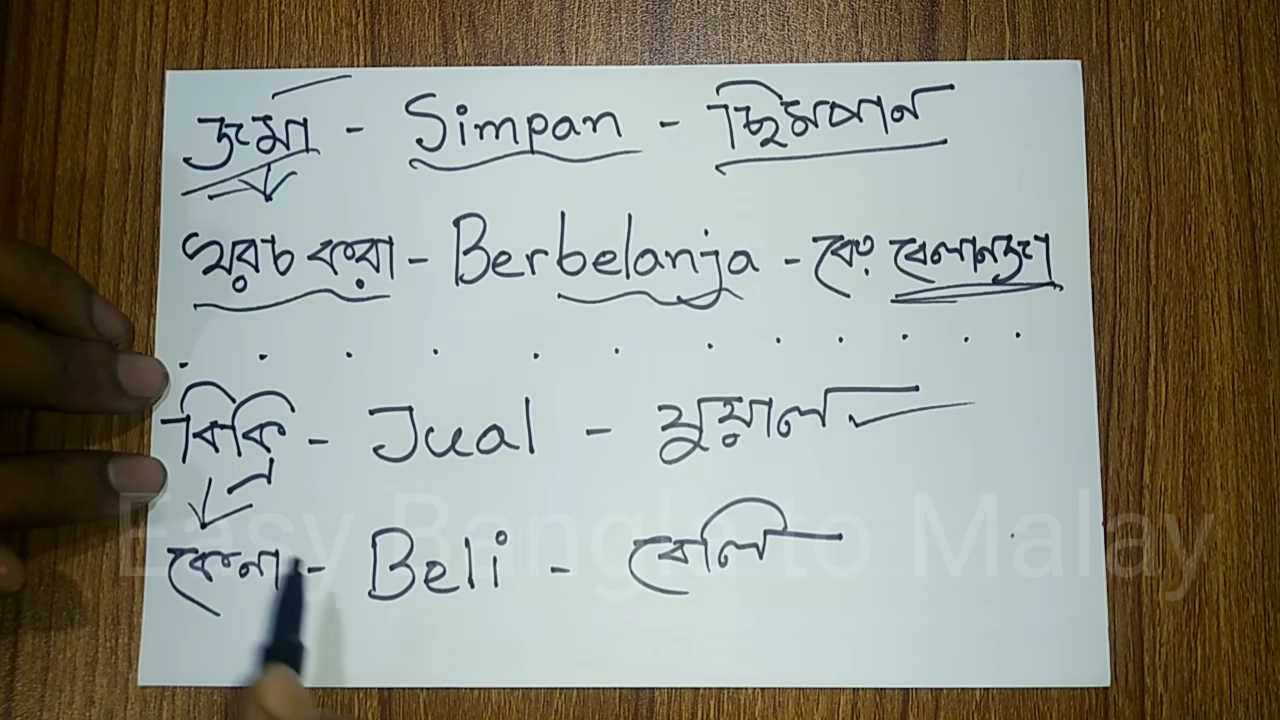 জমা - Simpan - ছিমপান
খরচ করা - Berbelanja - বের বেলানজা
বিক্রি - Jual - যুয়াল
কেনা - Beli - বেলি
Easy Bangla to Malay